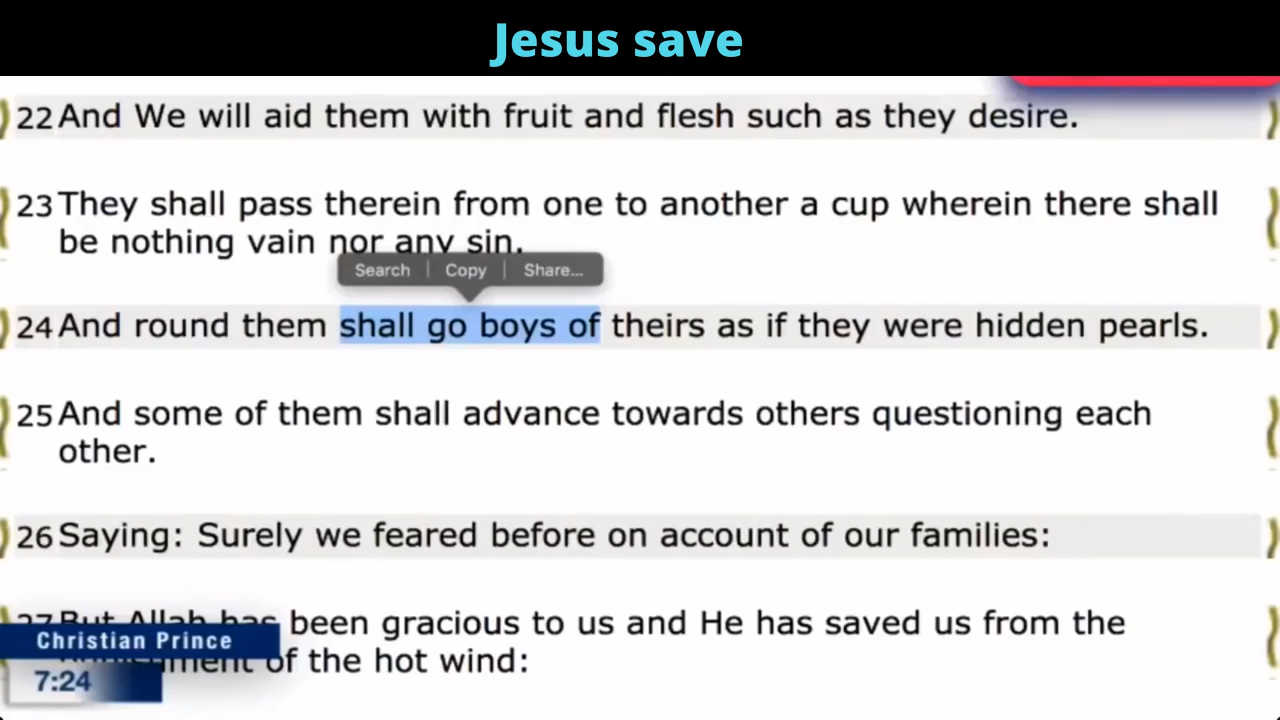 Jesus save
22 And We will aid them with fruit and flesh such as they desire.
23 They shall pass therein from one to another a cup wherein there shall
be nothing vain nor any sin.
Search Copy Share...
24 And round them shall go boys of theirs as if they were hidden pearls.
25 And some of them shall advance towards others questioning each
other.
26 Saying: Surely we feared before on account of our families:
27 But Allah has been gracious to us and He has saved us from the
Christian Prince
of the hot wind:
7:24